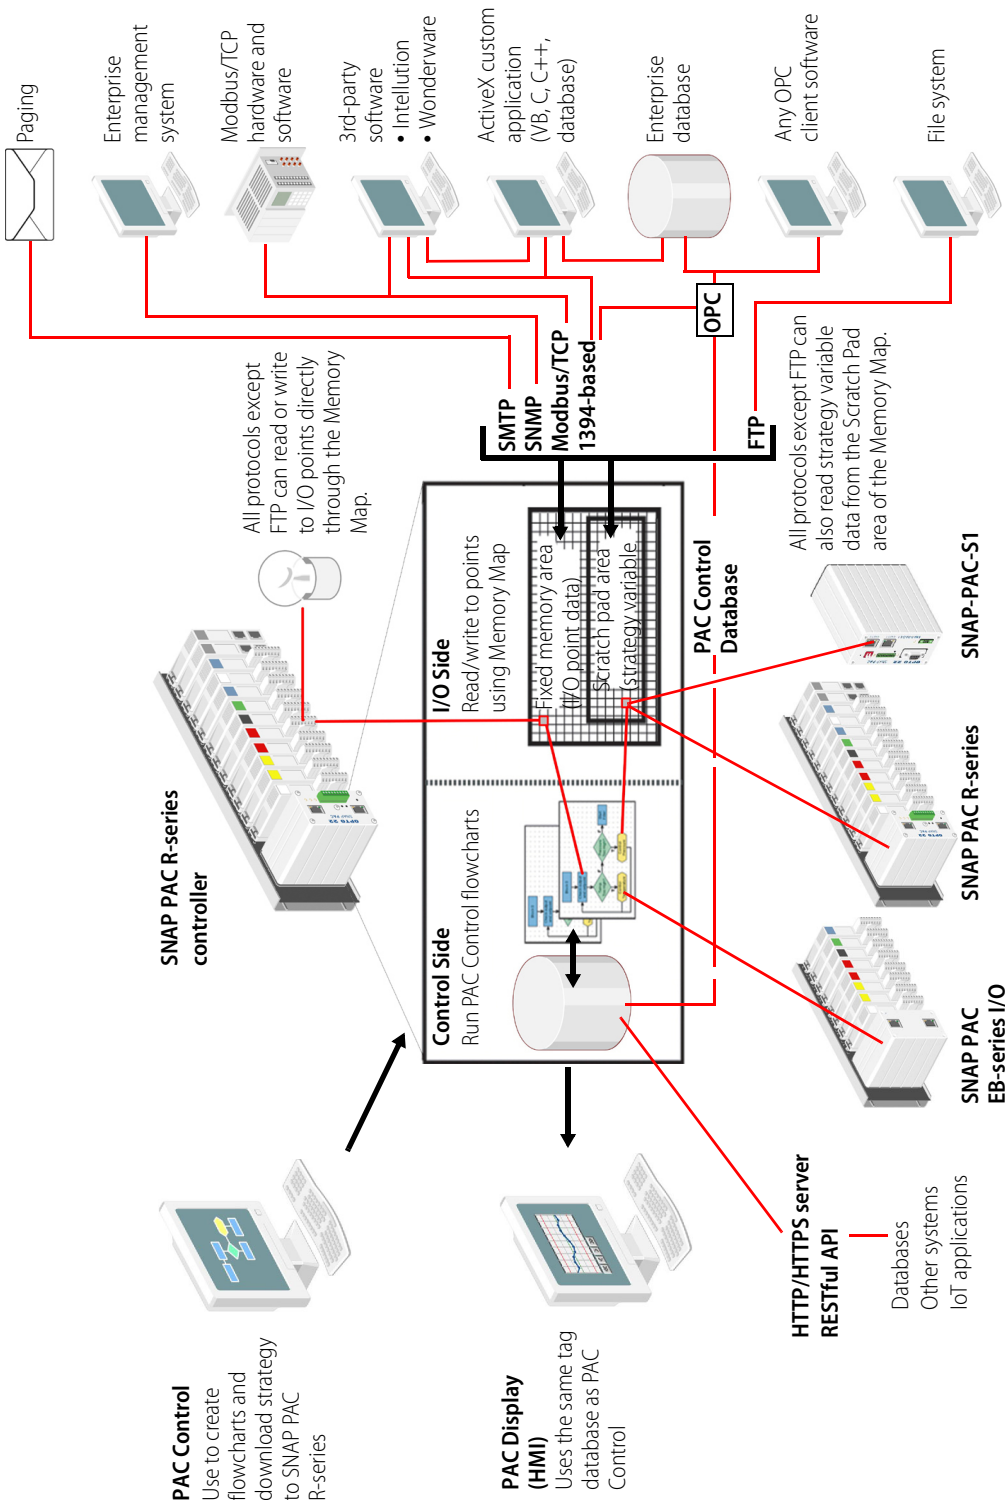 PAC Control
Use to create
flowcharts and
download strategy
to SNAP PAC
R-series
PAC Display
(HMI)
Uses the same tag
database as PAC
Control
HTTP/HTTPS server
RESTful API
Databases
Other systems
IoT applications
SNAP PAC R-series
controller
Control Side
Run PAC Control flowcharts
I/O Side
Read/write to points
using Memory Map
Fixed memory area
(I/O point data)
Scratch pad area
(strategy variable
PAC Control
Database
SNAP PAC
EB-series I/O
SNAP PAC R-series
SNAP-PAC-S1
All protocols except
FTP can read or write
to I/O points directly
through the Memory
Map.
SMTP
SNMP
Modbus/TCP
1394-based
OPC
FTP
All protocols except FTP can
also read strategy variable
data from the Scratch Pad
area of the Memory Map.
Paging
Enterprise
management
system
Modbus/TCP
hardware and
software
3rd-party
software
• Intellution
• Wonderware
ActiveX custom
application
(VB, C, C++,
database)
Enterprise
database
Any OPC
client software
File system
OPTO 22
OPTO 22
OPTO 22